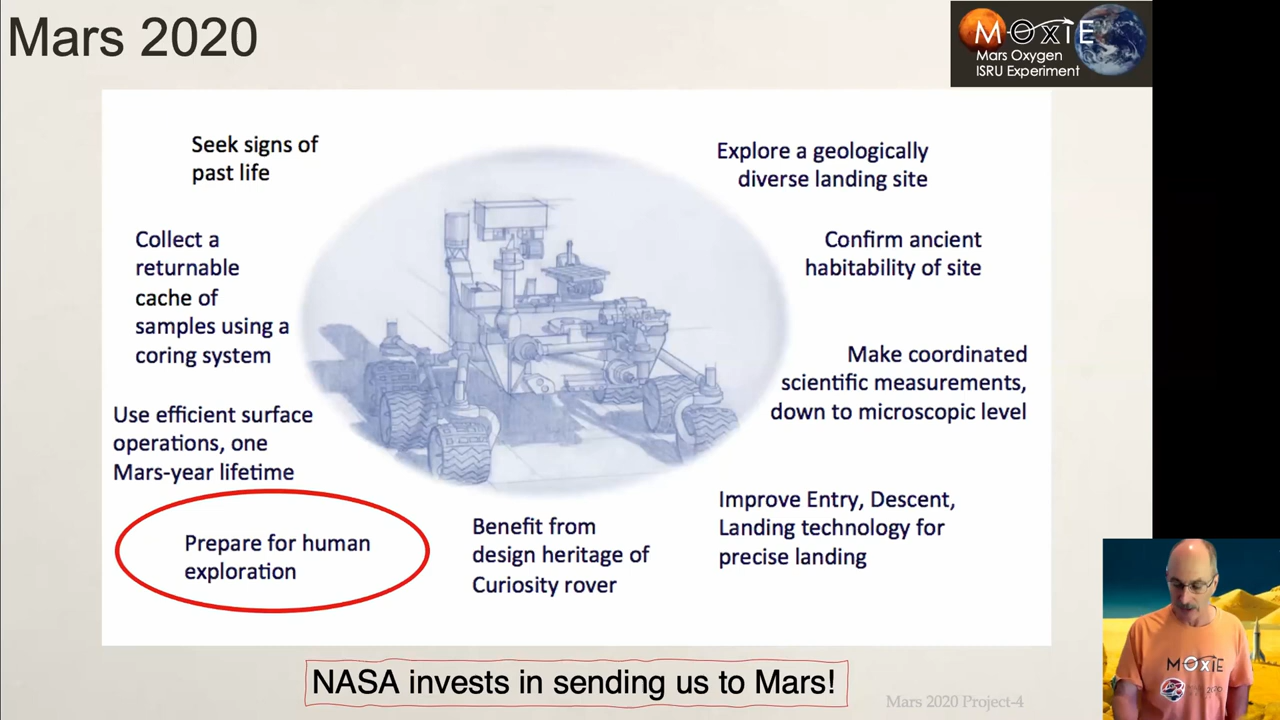 Mars 2020
MOXIE
Mars Oxygen
ISRU Experiment
Seek signs of
past life
Collect a
returnable
cache of
samples using a
coring system
Use efficient surface
operations, one
Mars-year lifetime
Prepare for human
exploration
Benefit from
design heritage of
Curiosity rover
Explore a geologically
diverse landing site
Confirm ancient
habitability of site
Make coordinated
scientific measurements,
down to microscopic level
Improve Entry, Descent,
Landing technology for
precise landing
NASA invests in sending us to Mars!
Mars 2020 Project-4
MOXIE